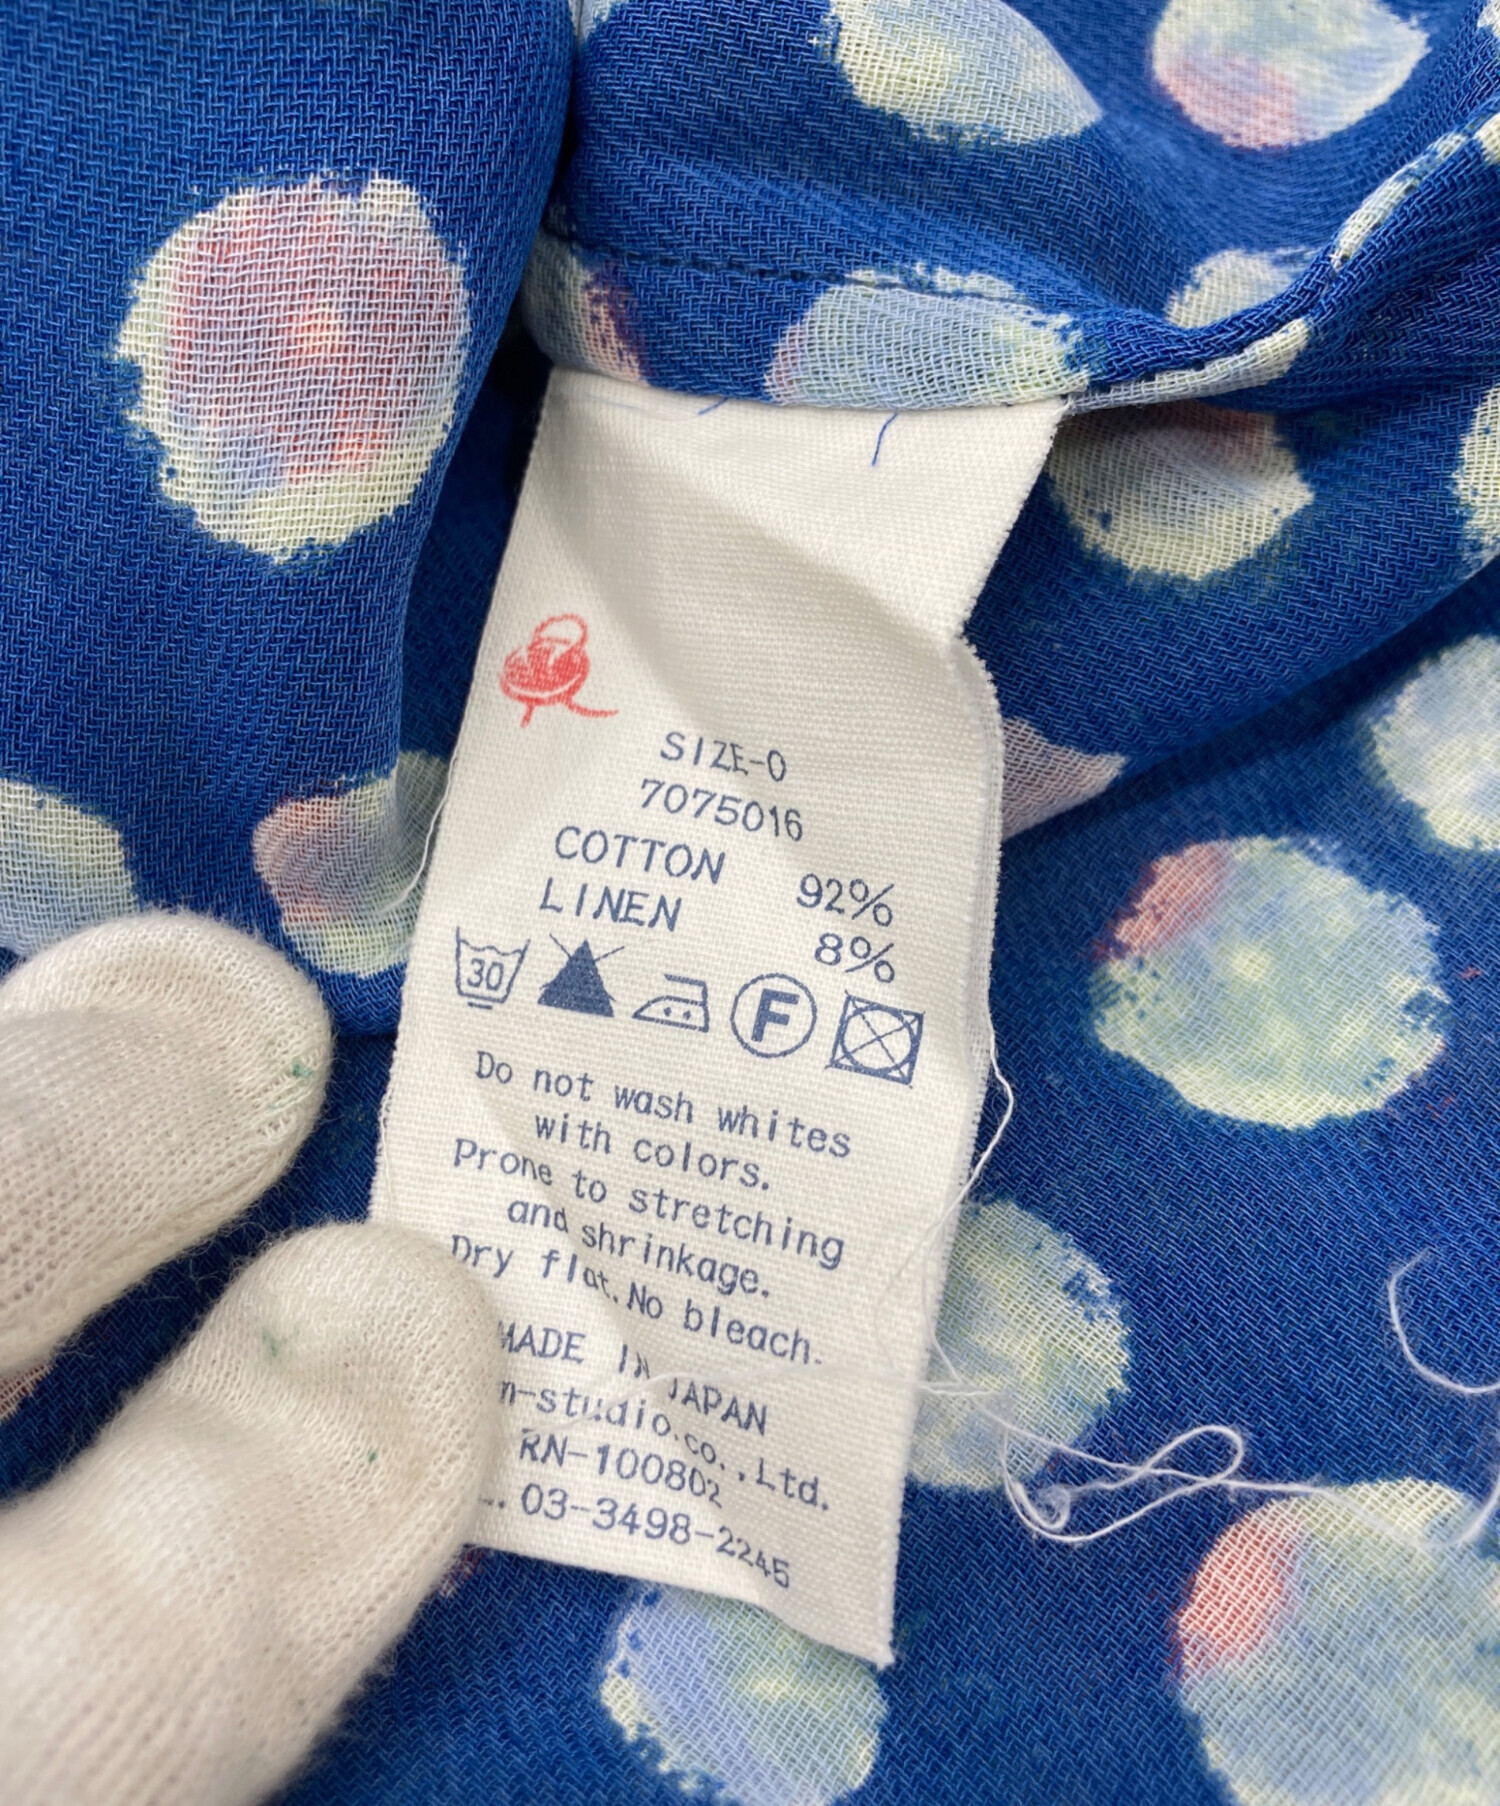 SIZE-0
7075016
COTTON 92%
LINEN 8%
30
F
Do not wash whites
with colors.
Prone to stretching
and shrinkage.
Dry flat. No bleach.
MADE IN JAPAN
m-studio.co.,Ltd.
RN-100802
03-3498-2245